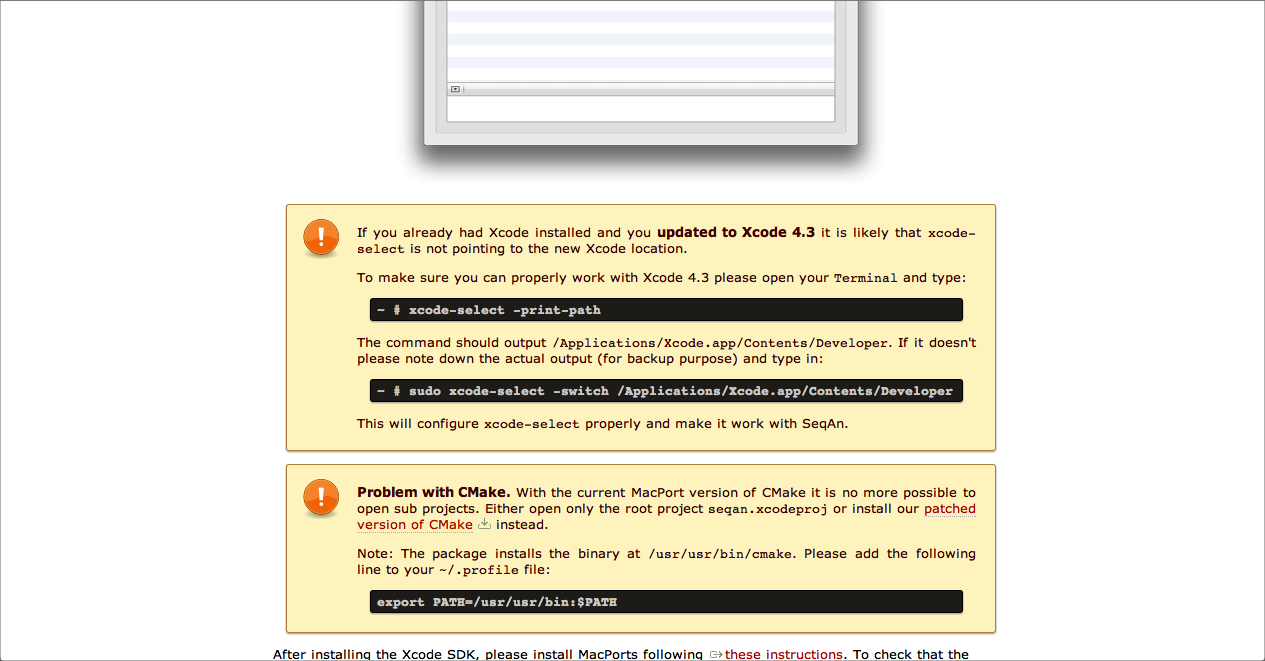 If you already had Xcode installed and you updated to Xcode 4.3 it is likely that xcode-
select is not pointing to the new Xcode location.
To make sure you can properly work with Xcode 4.3 please open your Terminal and type:
~ # xcode-select -print-path
The command should output /Applications/Xcode.app/Contents/Developer. If it doesn't
please note down the actual output (for backup purpose) and type in:
~ # sudo xcode-select -switch /Applications/Xcode.app/Contents/Developer
This will configure xcode-select properly and make it work with SeqAn.
Problem with CMake. With the current MacPort version of CMake it is no more possible to
open sub projects. Either open only the root project seqan.xcodeproj or install our patched
version of CMake instead.
Note: The package installs the binary at /usr/usr/bin/cmake. Please add the following
line to your ~/.profile file:
export PATH=/usr/usr/bin:$PATH
After installing the Xcode SDK, please install MacPorts following these instructions. To check that the